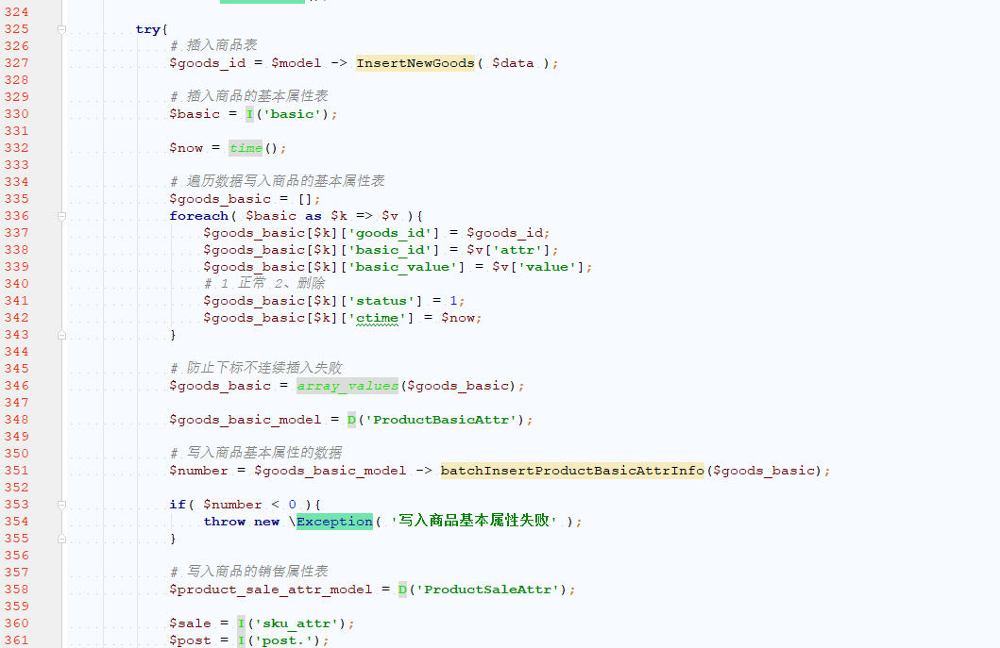 324
325 try{
326 # 插入商品表
327 $goods_id = $model -> InsertNewGoods( $data );
328
329 # 插入商品的基本属性表
330 $basic = I('basic');
331
332 $now = time();
333
334 # 遍历数据写入商品的基本属性表
335 $goods_basic = [];
336 foreach( $basic as $k => $v ){
337 $goods_basic[$k]['goods_id'] = $goods_id;
338 $goods_basic[$k]['basic_id'] = $v['attr'];
339 $goods_basic[$k]['basic_value'] = $v['value'];
340 # 1 正常 2、删除
341 $goods_basic[$k]['status'] = 1;
342 $goods_basic[$k]['ctime'] = $now;
343 }
344
345 # 防止下标不连续插入失败
346 $goods_basic = array_values($goods_basic);
347
348 $goods_basic_model = D('ProductBasicAttr');
349
350 # 写入商品基本属性的数据
351 $number = $goods_basic_model -> batchInsertProductBasicAttrInfo($goods_basic);
352
353 if( $number < 0 ){
354 throw new \Exception( '写入商品基本属性失败' );
355 }
356
357 # 写入商品的销售属性表
358 $product_sale_attr_model = D('ProductSaleAttr');
359
360 $sale = I('sku_attr');
361 $post = I('post.');